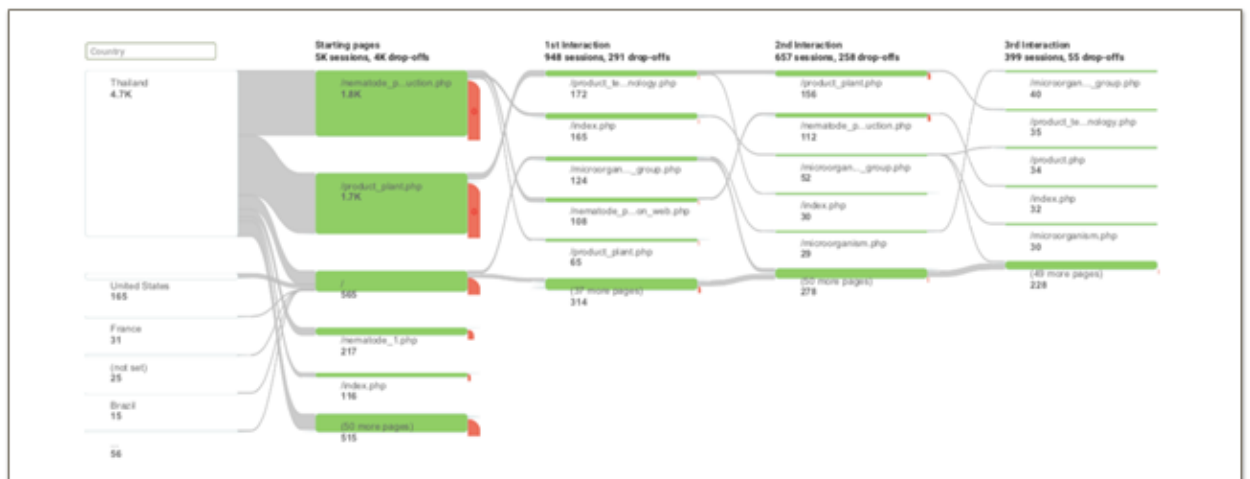 Country
Thailand
4.7K
United States
165
France
31
(not set)
25
Brazil
15
...
56
Starting pages
5K sessions, 4K drop-offs
/nematode_p...uction.php
1.8K
/product_plant.php
1.7K
/
565
/nematode_1.php
217
/index.php
116
(50 more pages)
515
1st Interaction
948 sessions, 291 drop-offs
/product_te...nology.php
172
/index.php
165
/microorgan..._group.php
124
/nematode_p...on_web.php
108
/product_plant.php
65
(37 more pages)
314
2nd Interaction
657 sessions, 258 drop-offs
/product_plant.php
156
/nematode_p...uction.php
112
/microorgan..._group.php
52
/index.php
30
/microorganism.php
29
(50 more pages)
278
3rd Interaction
399 sessions, 55 drop-offs
/microorgan..._group.php
40
/product_te...nology.php
35
/product.php
34
/index.php
32
/microorganism.php
30
(49 more pages)
228